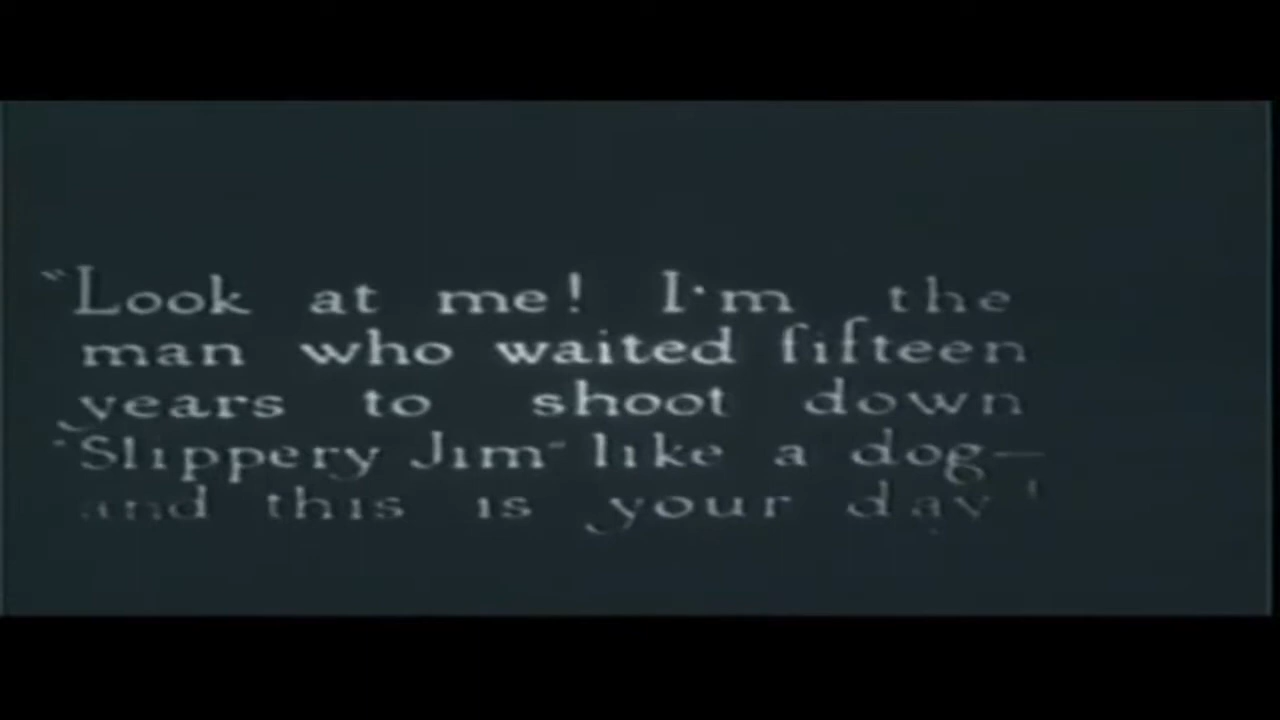 "Look at me! I'm the
man who waited fifteen
years to shoot down
"Slippery Jim" like a dog—
and this is your day!